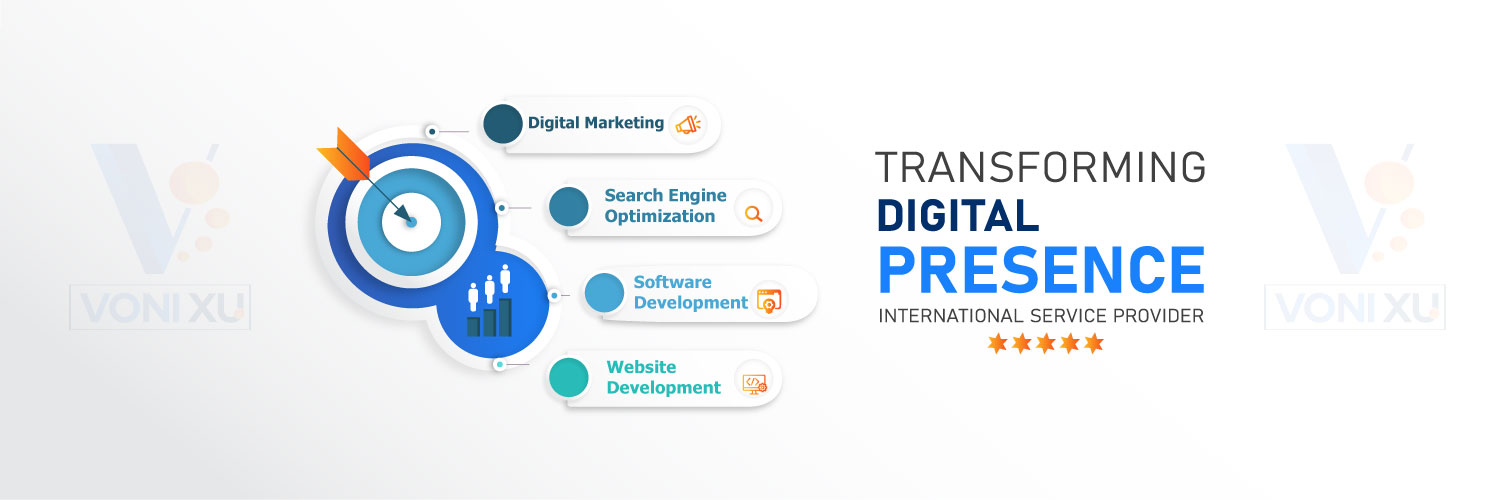 VONI XU
Digital Marketing
Search Engine
Optimization
Software
Development
Website
Development
TRANSFORMING
DIGITAL
PRESENCE
INTERNATIONAL SERVICE PROVIDER
VONI XU